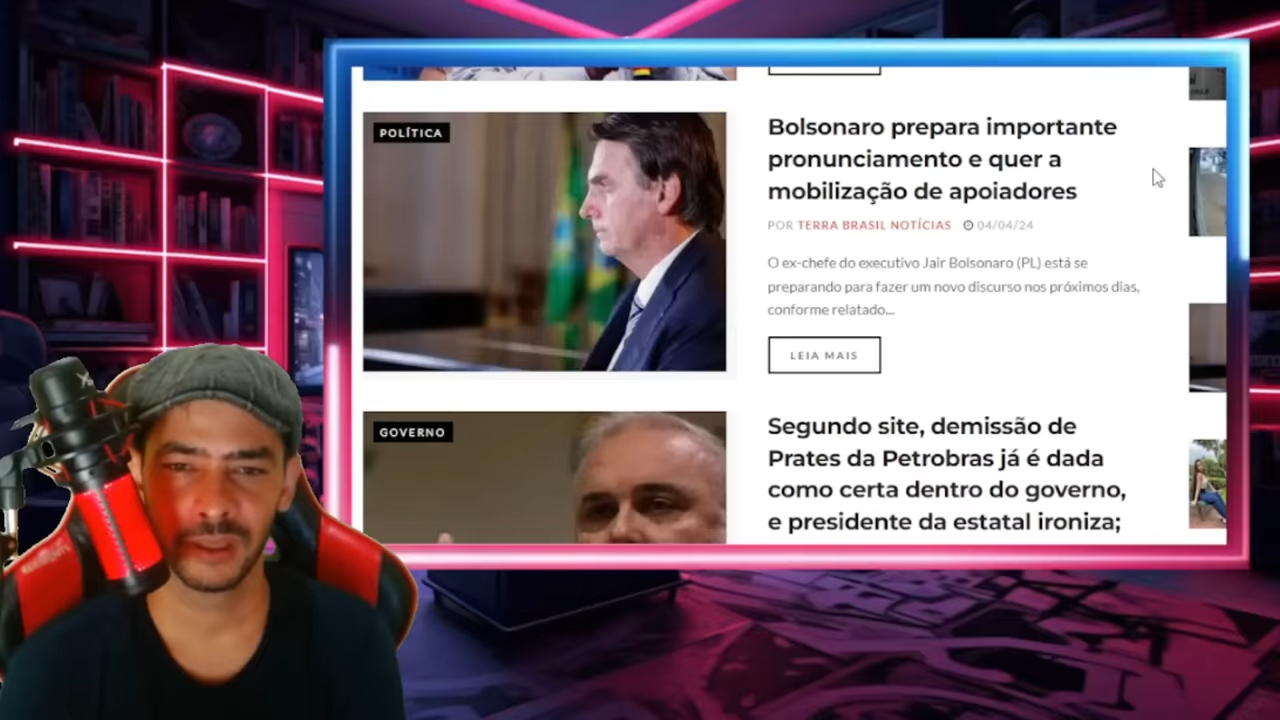 POLÍTICA
Bolsonaro prepara importante
pronunciamento e quer a
mobilização de apoiadores
POR TERRA BRASIL NOTÍCIAS 04/04/24
O ex-chefe do executivo Jair Bolsonaro (PL) está se
preparando para fazer um novo discurso nos próximos dias,
conforme relatado...
LEIA MAIS
GOVERNO
Segundo site, demissão de
Prates da Petrobras já é dada
como certa dentro do governo,
e presidente da estatal ironiza;